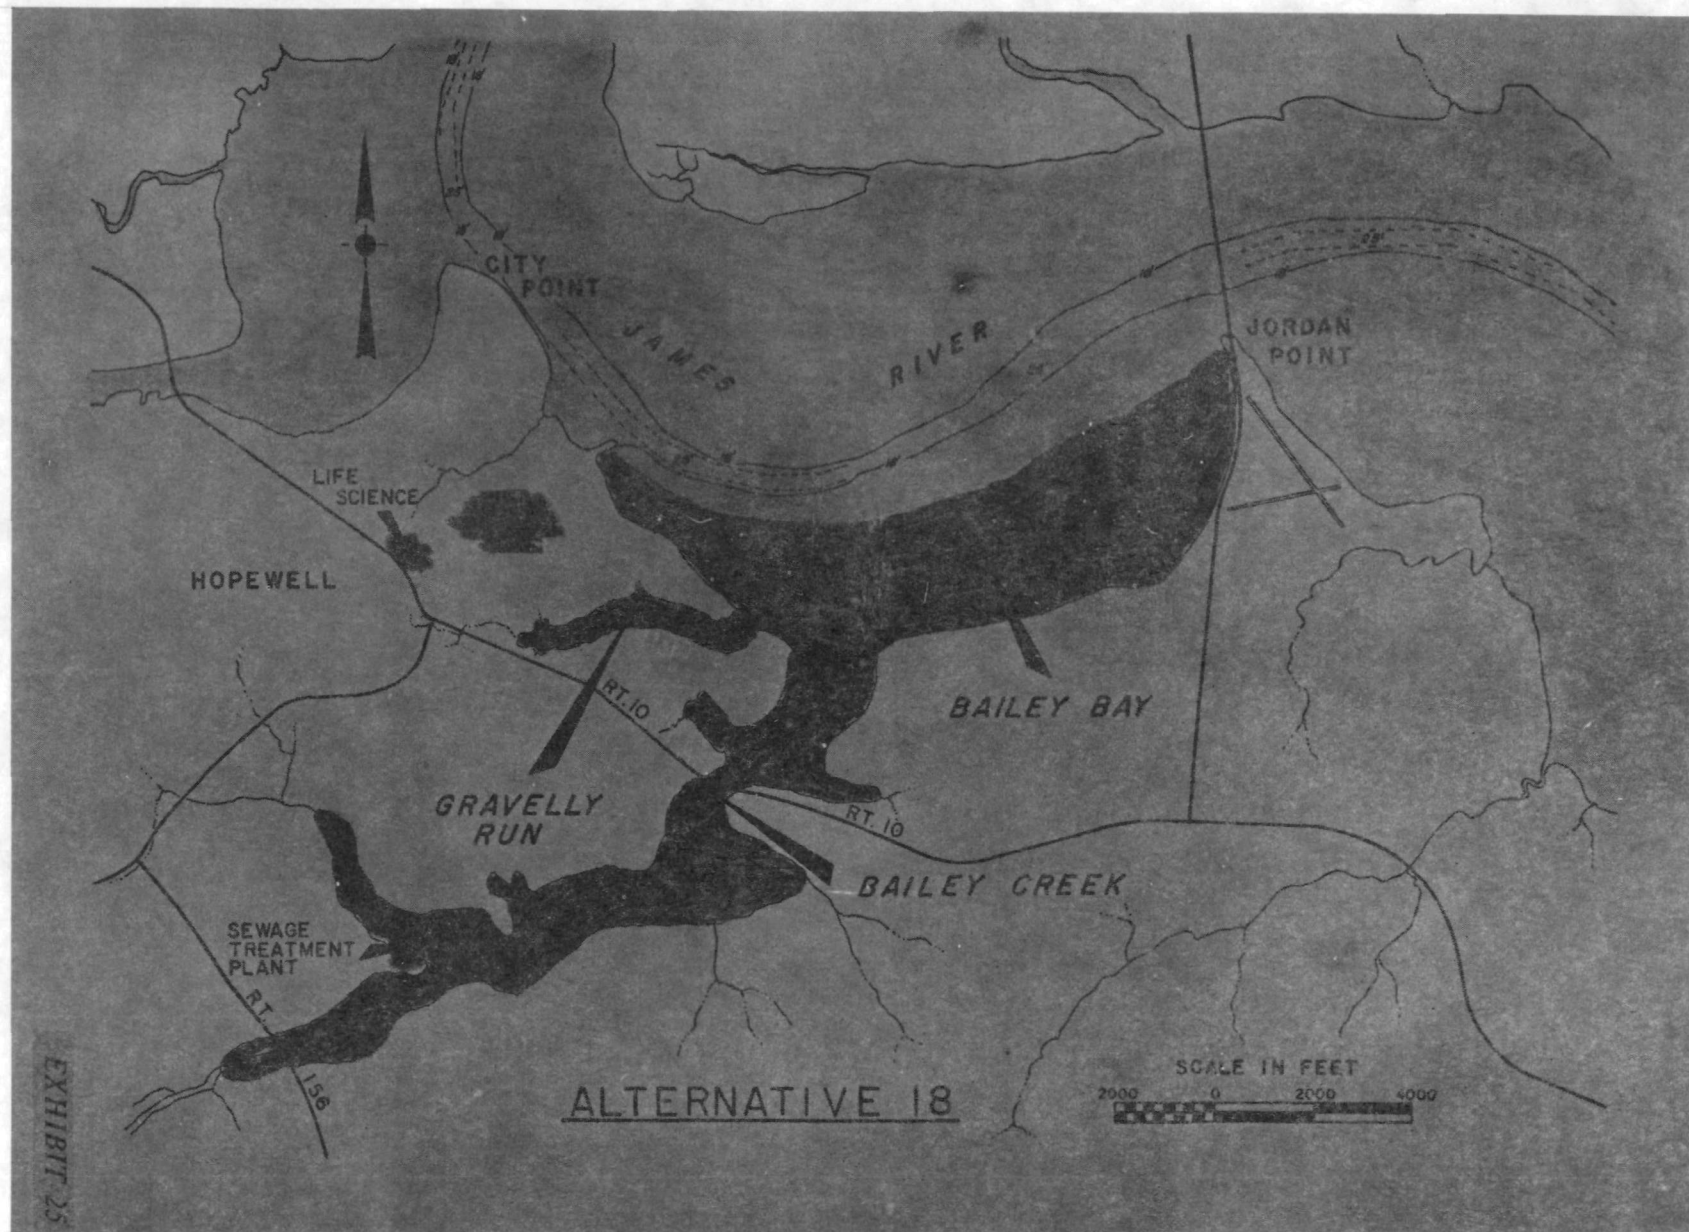 CITY
POINT
JAMES
RIVER
JORDAN
POINT
LIFE
SCIENCE
HOPEWELL
RT. 10
BAILEY BAY
GRAVELLY
RUN
RT. 10
BAILEY CREEK
SEWAGE
TREATMENT
PLANT
RT.
156
ALTERNATIVE 18
SCALE IN FEET
2000 0 2000 4000
EXHIBIT 25